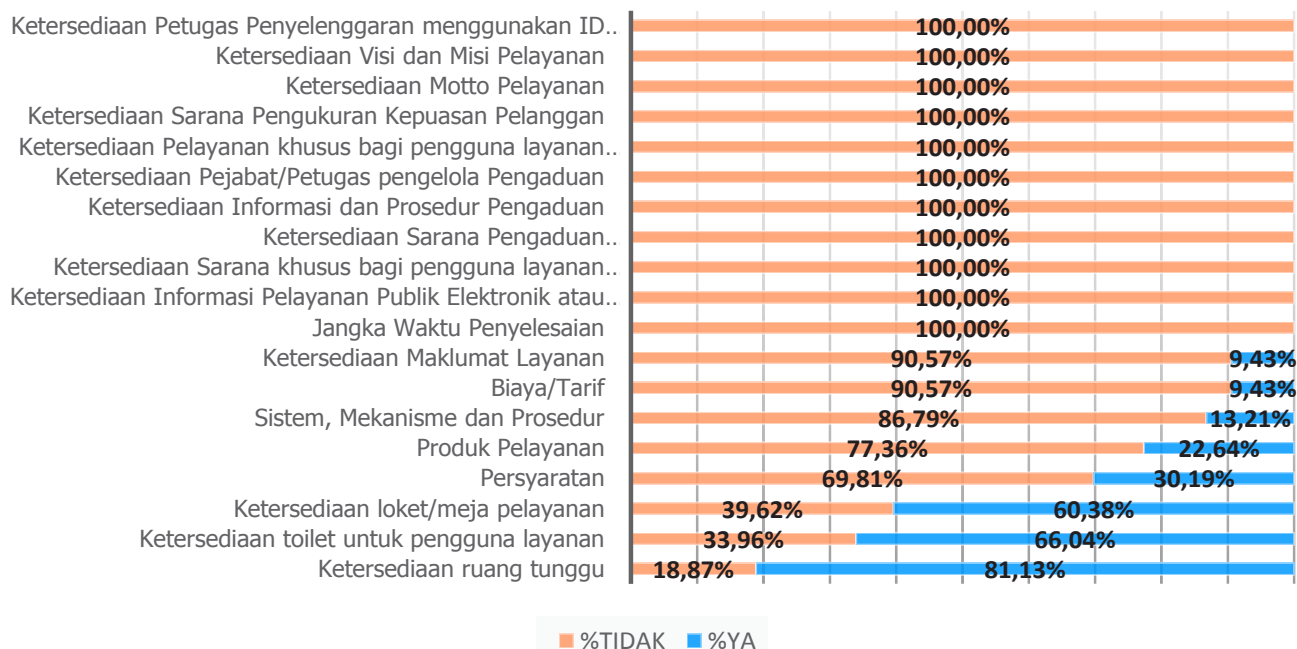 Ketersediaan Petugas Penyelenggaran menggunakan ID.. 100,00%
Ketersediaan Visi dan Misi Pelayanan 100,00%
Ketersediaan Motto Pelayanan 100,00%
Ketersediaan Sarana Pengukuran Kepuasan Pelanggan 100,00%
Ketersediaan Pelayanan khusus bagi pengguna layanan.. 100,00%
Ketersediaan Pejabat/Petugas pengelola Pengaduan 100,00%
Ketersediaan Informasi dan Prosedur Pengaduan 100,00%
Ketersediaan Sarana Pengaduan.. 100,00%
Ketersediaan Sarana khusus bagi pengguna layanan.. 100,00%
Ketersediaan Informasi Pelayanan Publik Elektronik atau.. 100,00%
Jangka Waktu Penyelesaian 100,00%
Ketersediaan Maklumat Layanan 90,57% 9,43%
Biaya/Tarif 90,57% 9,43%
Sistem, Mekanisme dan Prosedur 86,79% 13,21%
Produk Pelayanan 77,36% 22,64%
Persyaratan 69,81% 30,19%
Ketersediaan loket/meja pelayanan 39,62% 60,38%
Ketersediaan toilet untuk pengguna layanan 33,96% 66,04%
Ketersediaan ruang tunggu 18,87% 81,13%
%TIDAK %YA